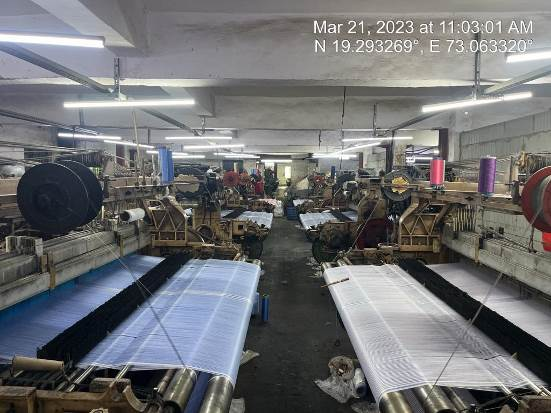 Mar 21, 2023 at 11:03:01 AM
N 19.293269°, E 73.063320°